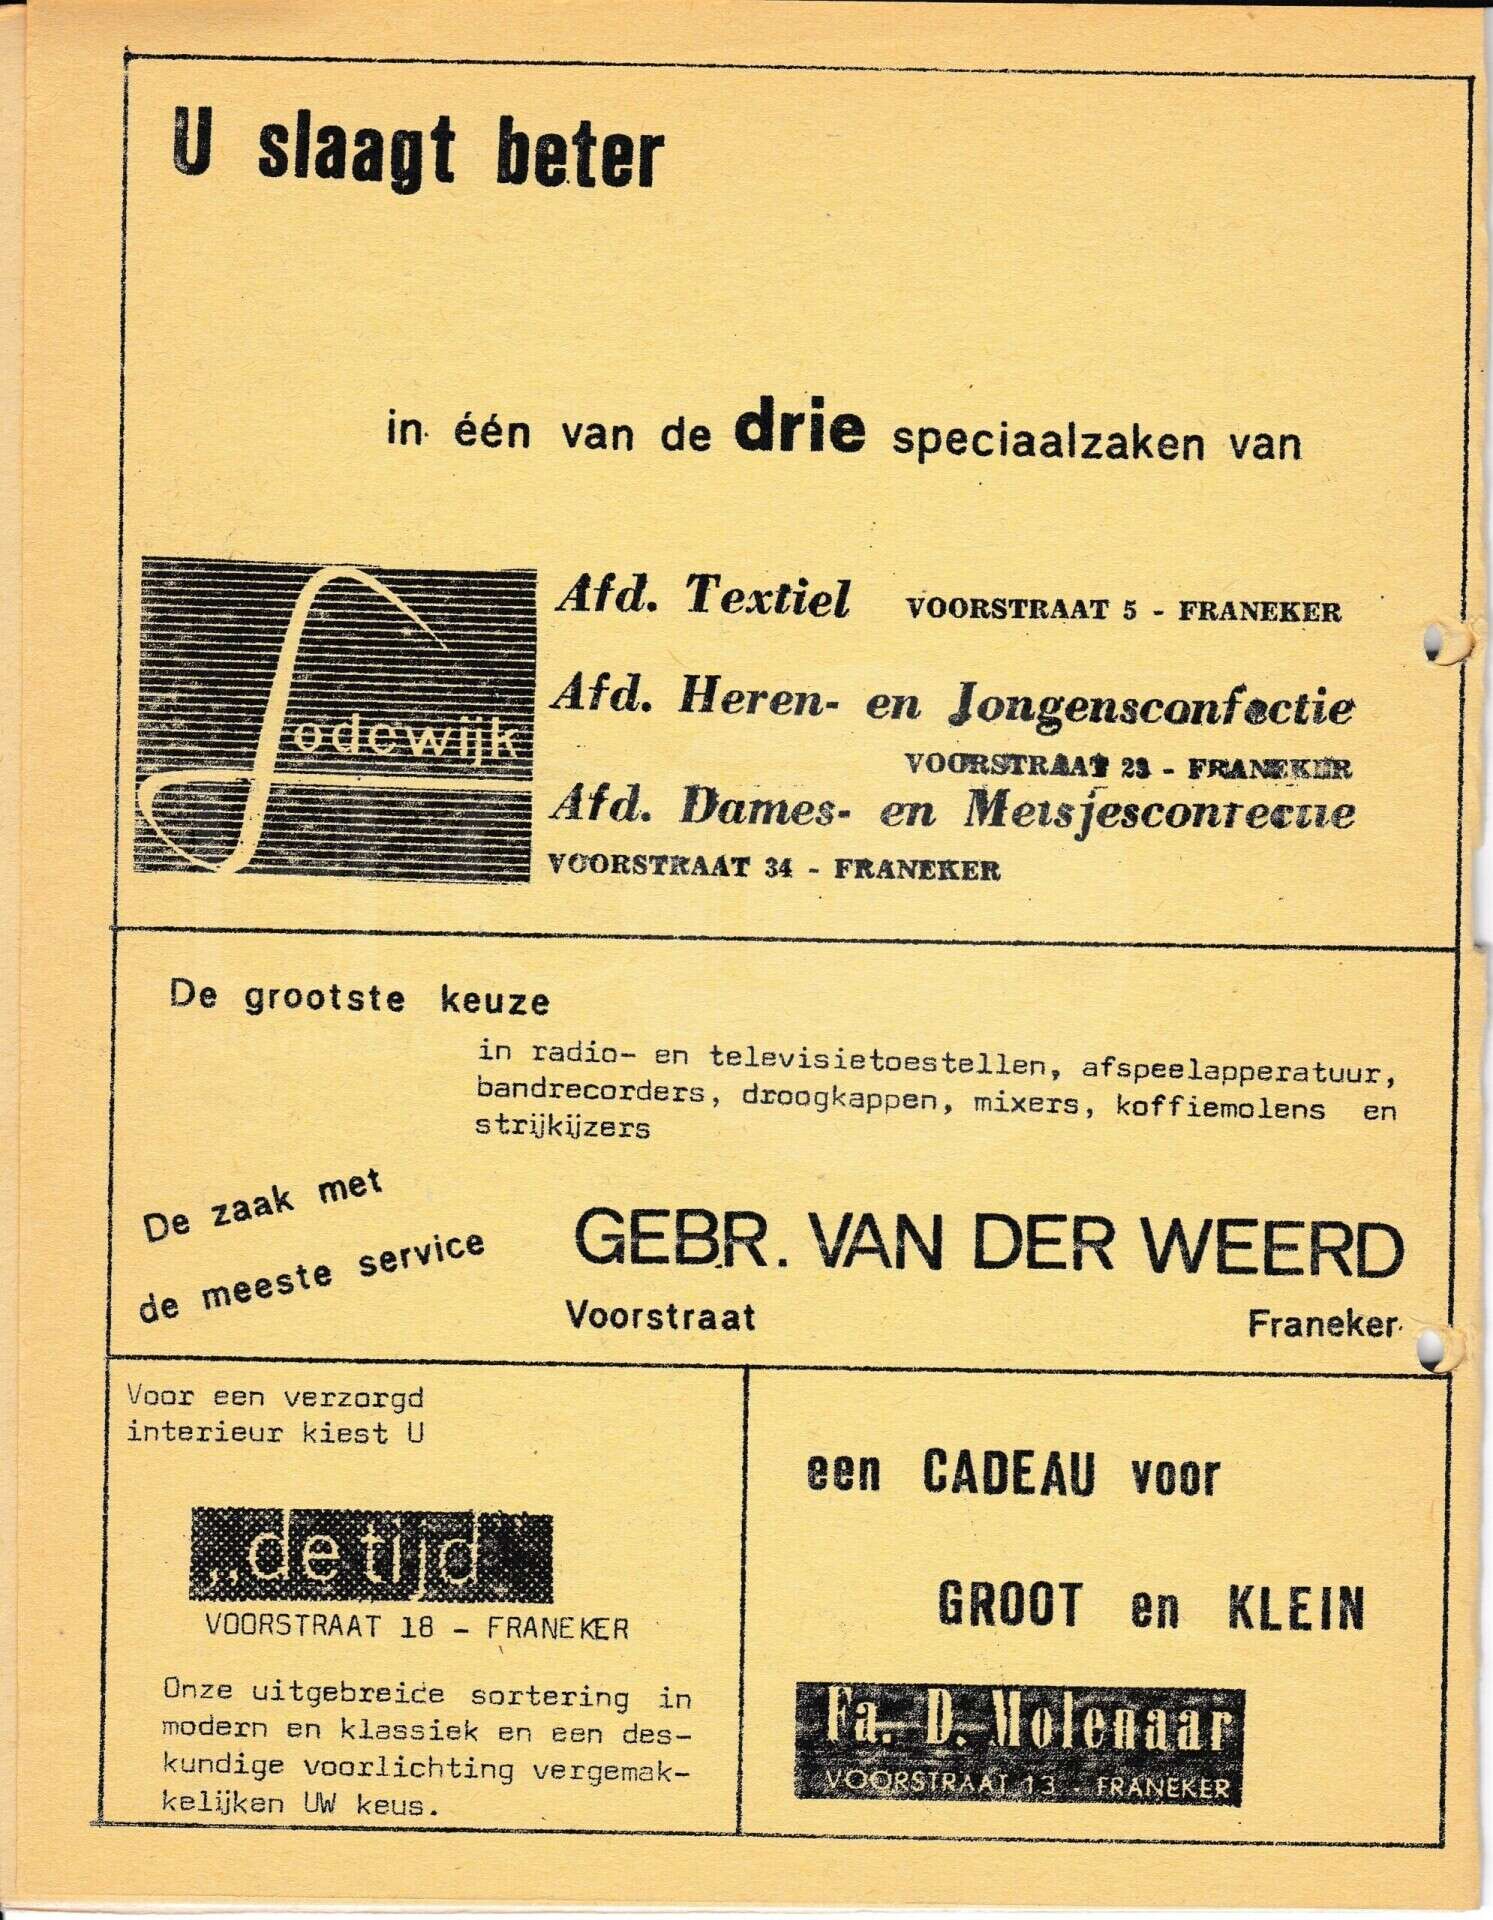 U slaagt beter
in één van de drie speciaalzaken van
Lodewijk
Afd. Textiel VOORSTRAAT 5 - FRANEKER
Afd. Heren- en Jongensconfectie
VOORSTRAAT 23 - FRANEKER
Afd. Dames- en Meisjesconfectie
VOORSTRAAT 34 - FRANEKER
De grootste keuze
in radio- en televisietoestellen, afspeelapperatuur,
bandrecorders, droogkappen, mixers, koffiemolens en
strijkijzers
De zaak met
de meeste service
GEBR. VAN DER WEERD
Voorstraat Franeker
Voor een verzorgd
interieur kiest U
„de tijd"
VOORSTRAAT 18 - FRANEKER
Onze uitgebreide sortering in
modern en klassiek en een des-
kundige voorlichting vergemak-
kelijken UW keus.
een CADEAU voor
GROOT en KLEIN
Fa. D. Molenaar
VOORSTRAAT 13 - FRANEKER